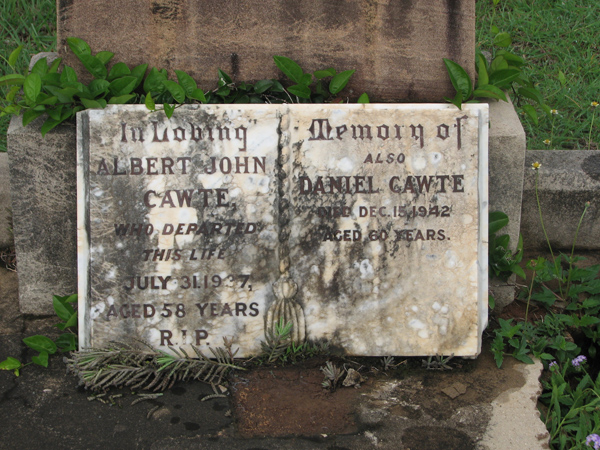 In Loving
ALBERT JOHN
CAWTE,
WHO DEPARTED
THIS LIFE
JULY 31. 1937,
AGED 58 YEARS
R.I.P.
Memory of
ALSO
DANIEL CAWTE
DIED DEC. 15, 1942
AGED 60 YEARS.